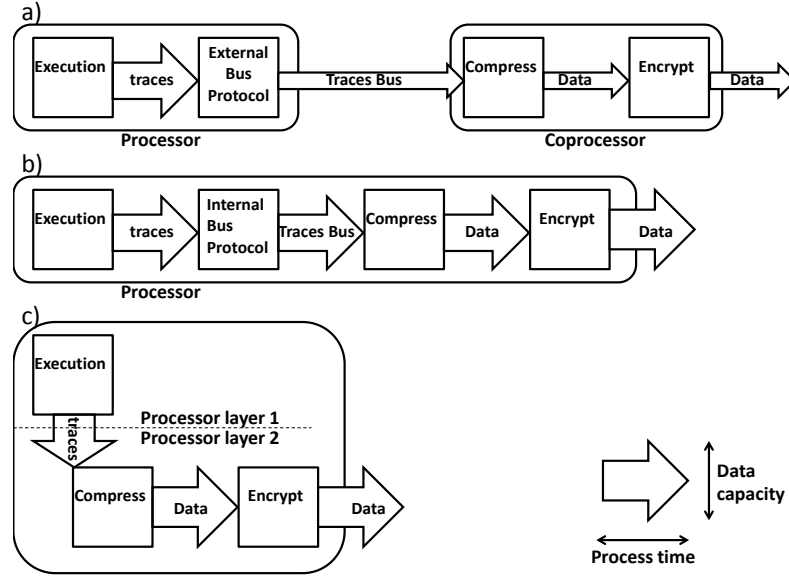 a)
Execution
traces
External
Bus
Protocol
Traces Bus
Compress
Data
Encrypt
Data
Processor
Coprocessor
b)
Execution
traces
Internal
Bus
Protocol
Traces Bus
Compress
Data
Encrypt
Data
Processor
c)
Execution
traces
Processor layer 1
Processor layer 2
Compress
Data
Encrypt
Data
Data
capacity
Process time